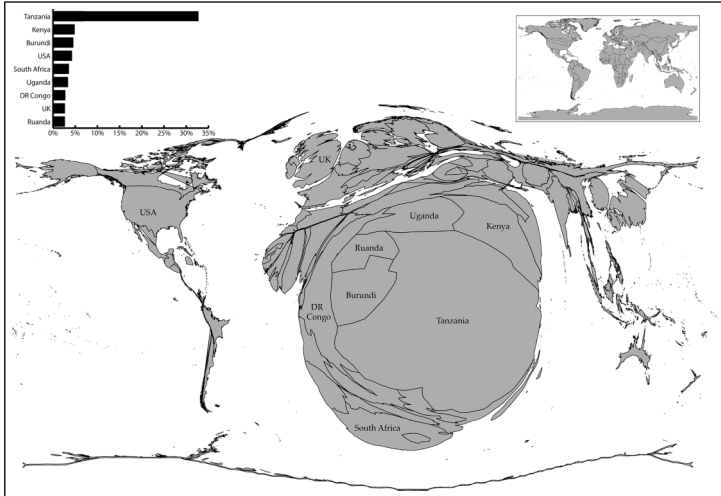 Tanzania
Kenya
Burundi
USA
South Africa
Uganda
DR Congo
UK
Ruanda
0% 5% 10% 15% 20% 25% 30% 35%
UK
USA
Uganda
Kenya
Ruanda
Burundi
DR
Congo
Tanzania
South Africa